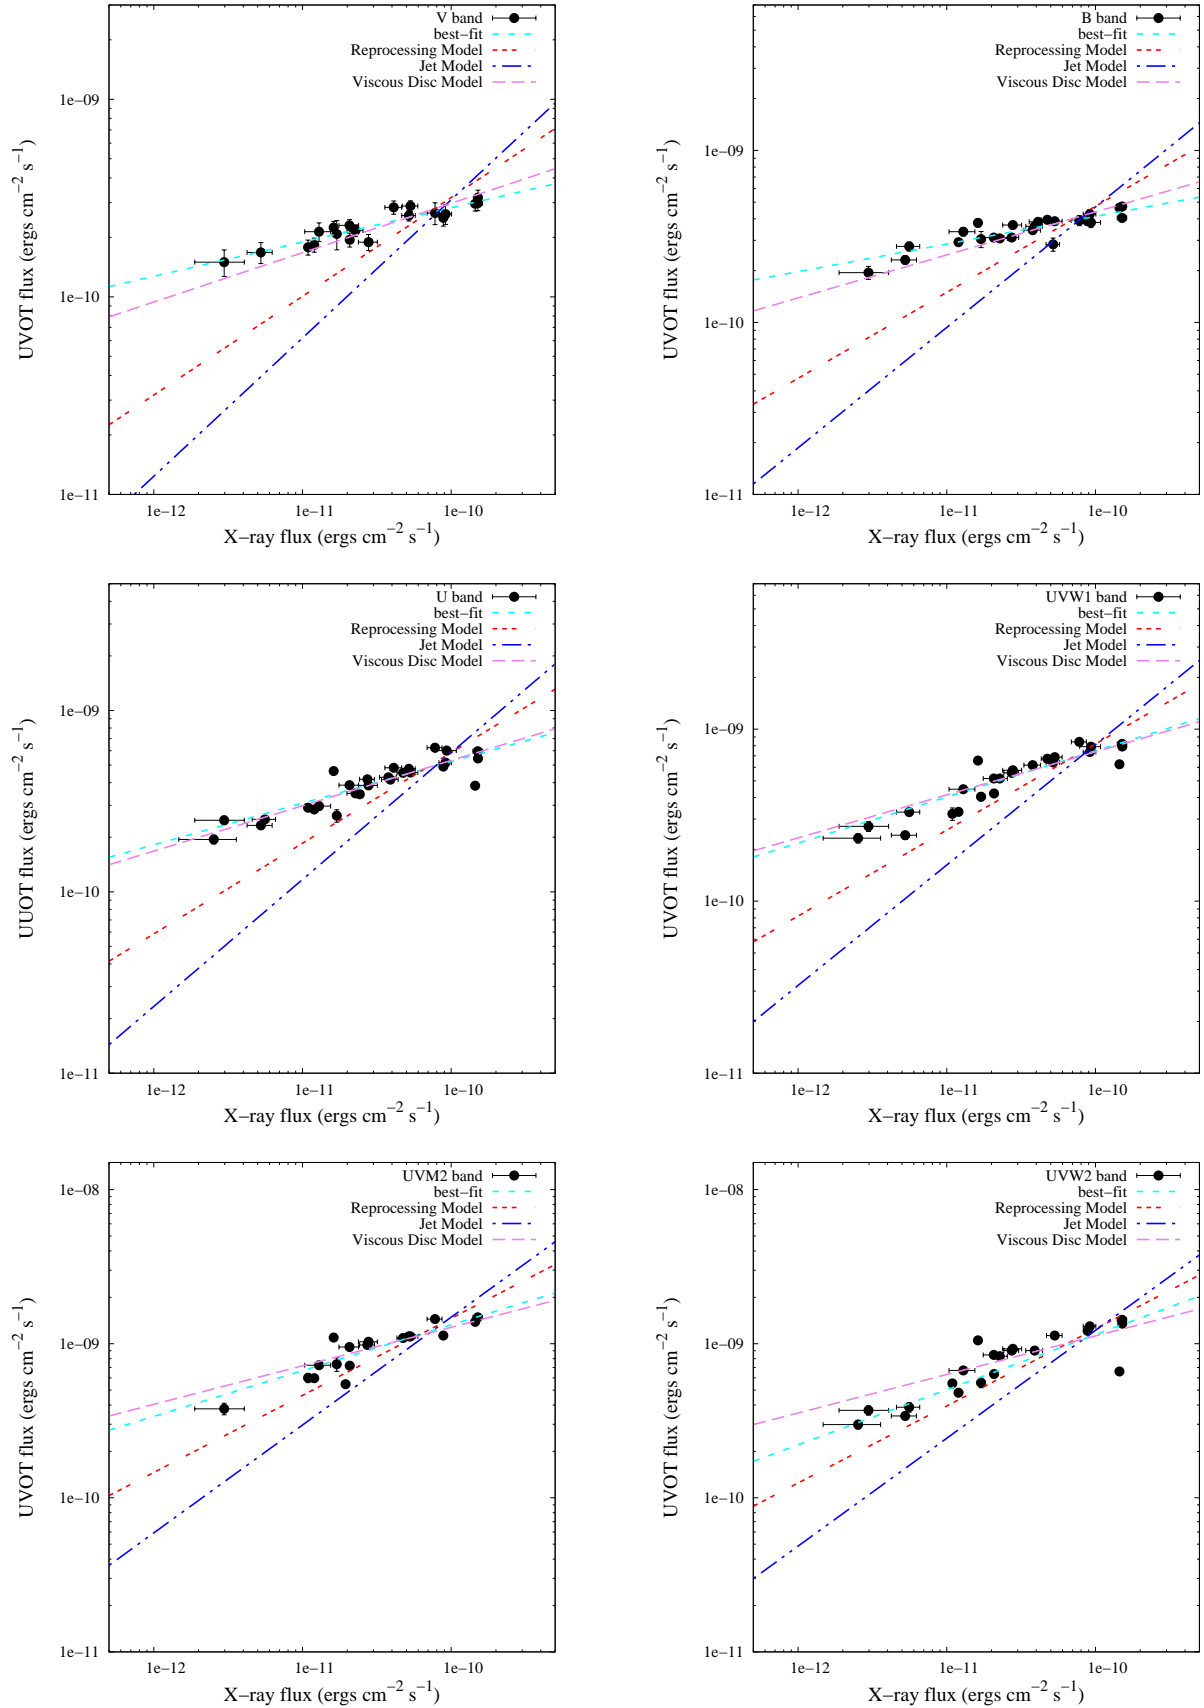 V band
best-fit
Reprocessing Model
Jet Model
Viscous Disc Model
1e-09
1e-10
1e-11
UVOT flux (ergs cm⁻² s⁻¹)
1e-12 1e-11 1e-10
X-ray flux (ergs cm⁻² s⁻¹)
B band
best-fit
Reprocessing Model
Jet Model
Viscous Disc Model
1e-09
1e-10
1e-11
UVOT flux (ergs cm⁻² s⁻¹)
1e-12 1e-11 1e-10
X-ray flux (ergs cm⁻² s⁻¹)
U band
best-fit
Reprocessing Model
Jet Model
Viscous Disc Model
1e-09
1e-10
1e-11
UUOT flux (ergs cm⁻² s⁻¹)
1e-12 1e-11 1e-10
X-ray flux (ergs cm⁻² s⁻¹)
UVW1 band
best-fit
Reprocessing Model
Jet Model
Viscous Disc Model
1e-09
1e-10
1e-11
UVOT flux (ergs cm⁻² s⁻¹)
1e-12 1e-11 1e-10
X-ray flux (ergs cm⁻² s⁻¹)
UVM2 band
best-fit
Reprocessing Model
Jet Model
Viscous Disc Model
1e-08
1e-09
1e-10
1e-11
UVOT flux (ergs cm⁻² s⁻¹)
1e-12 1e-11 1e-10
X-ray flux (ergs cm⁻² s⁻¹)
UVW2 band
best-fit
Reprocessing Model
Jet Model
Viscous Disc Model
1e-08
1e-09
1e-10
1e-11
UVOT flux (ergs cm⁻² s⁻¹)
1e-12 1e-11 1e-10
X-ray flux (ergs cm⁻² s⁻¹)